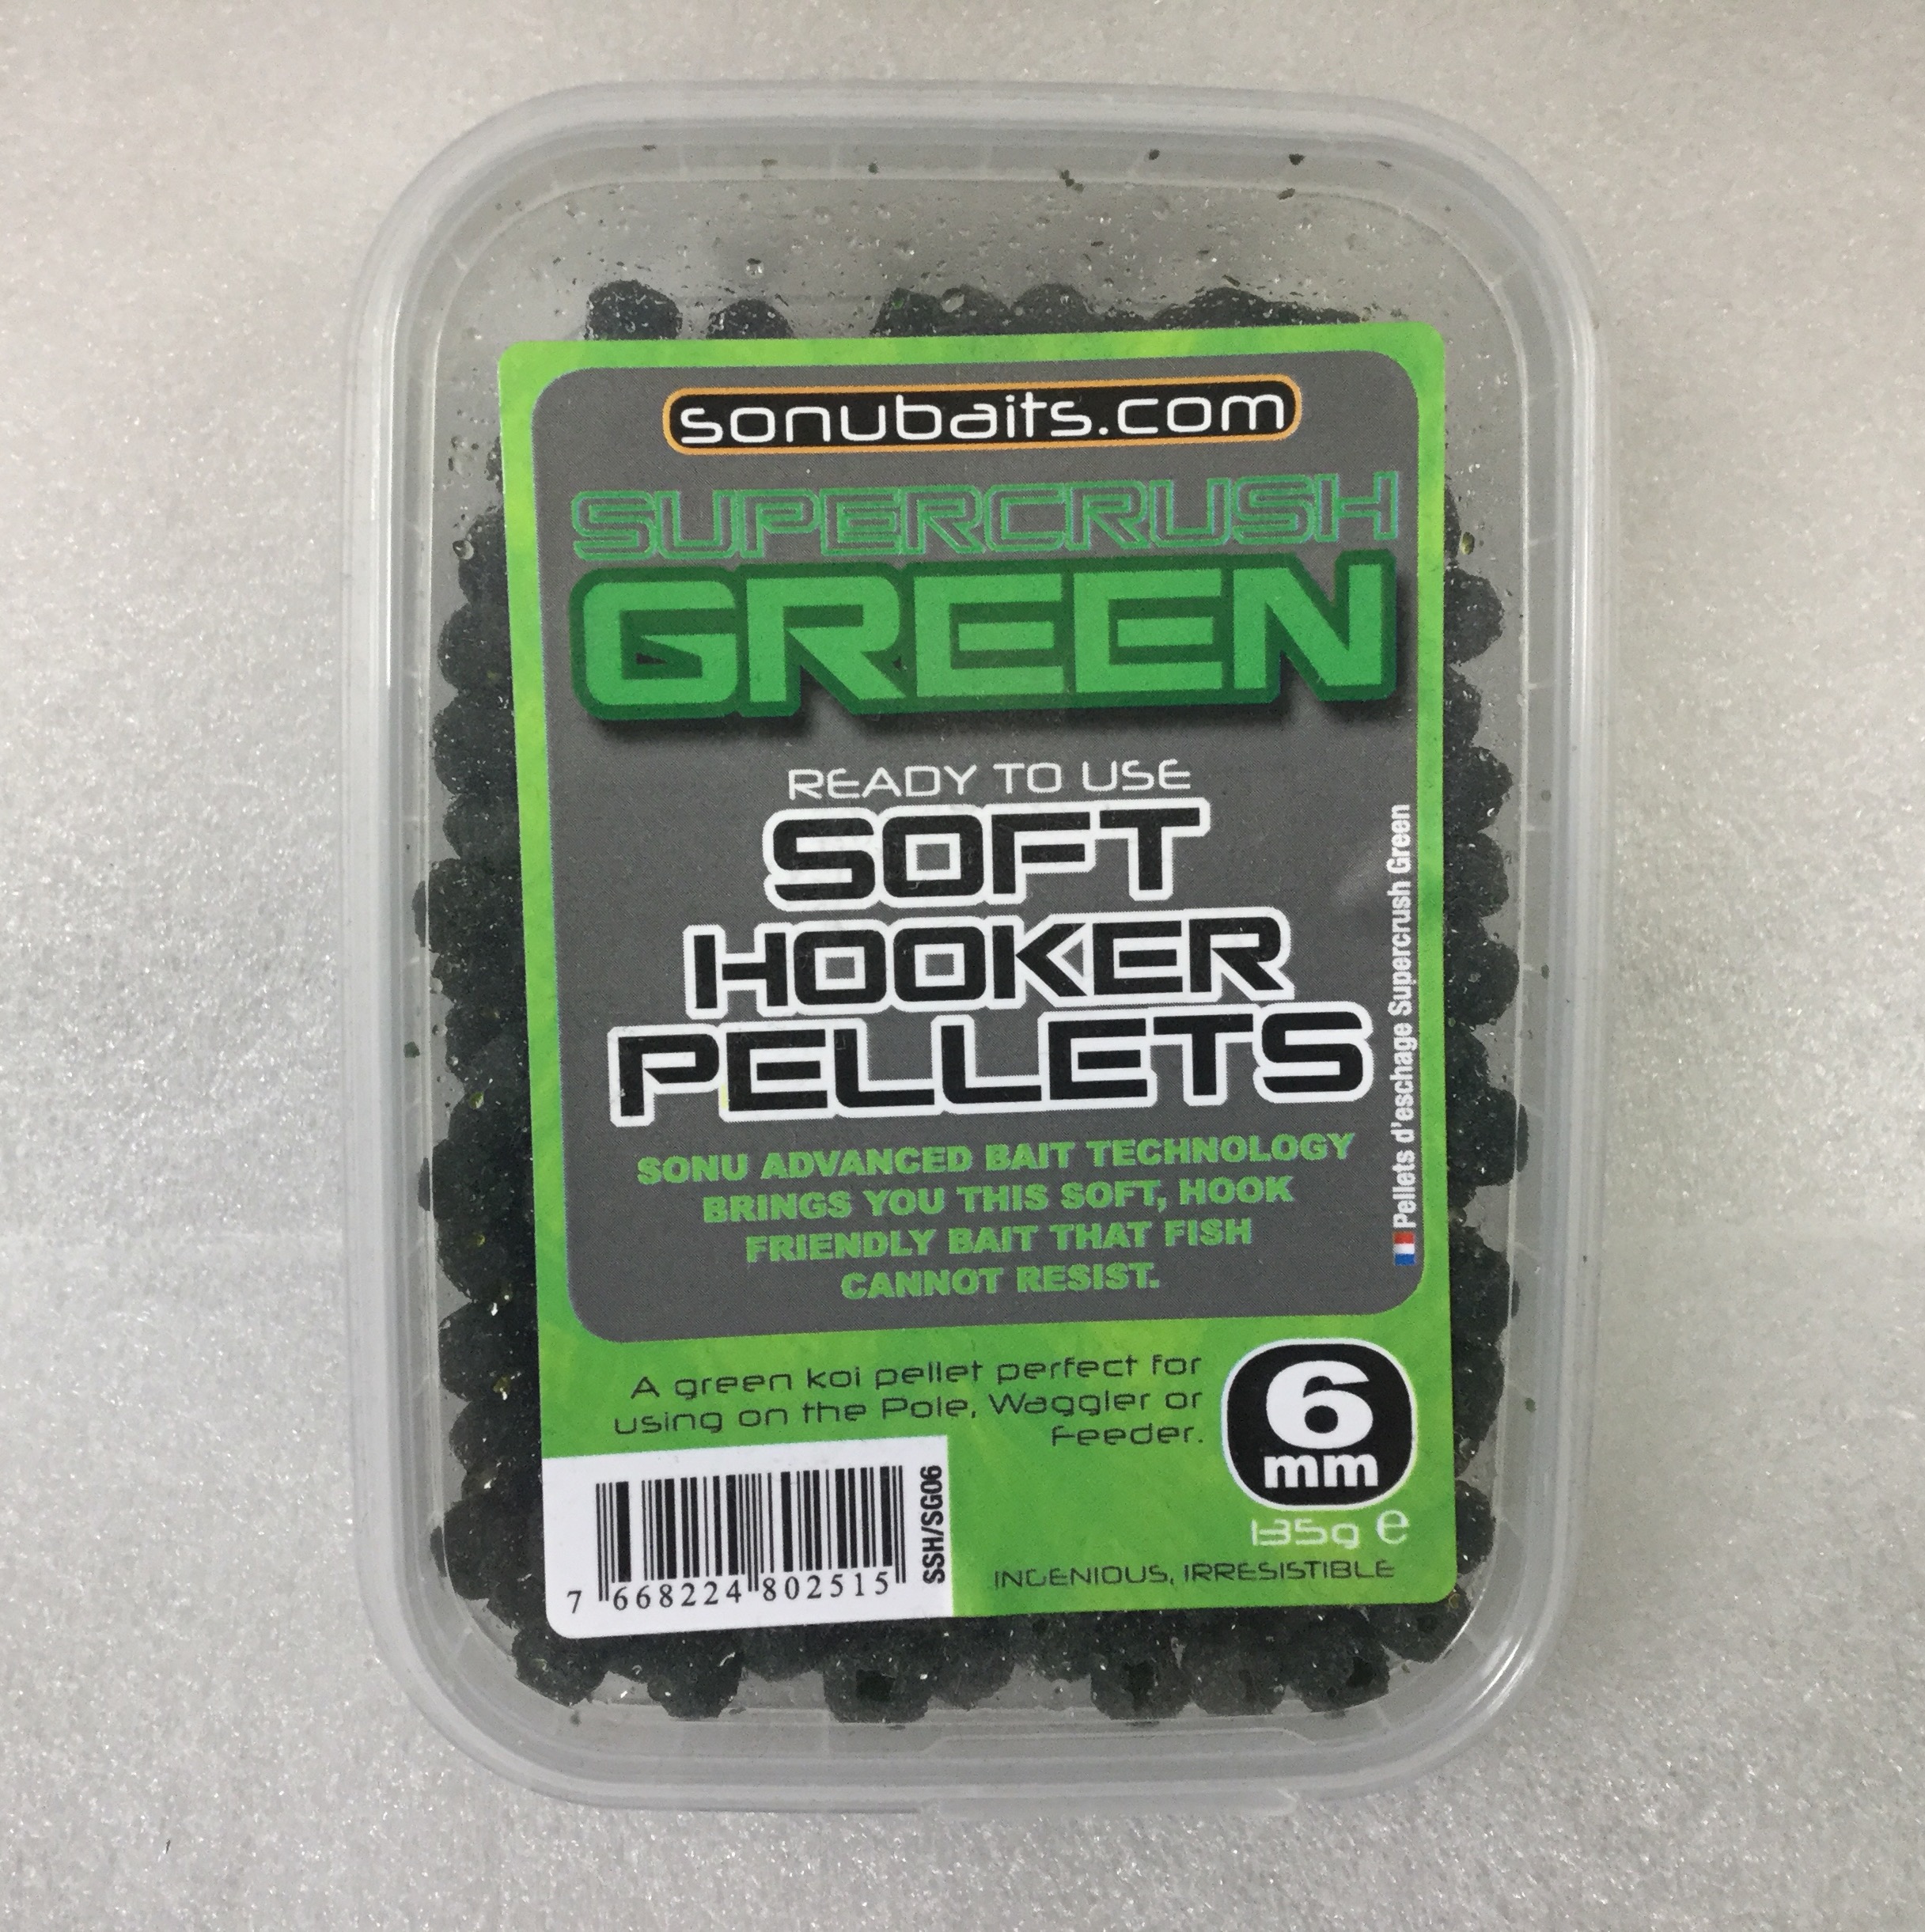 sonubaits.com
SUPERCRUSH
GREEN
READY TO USE
SOFT
HOOKER
PELLETS
SONU ADVANCED BAIT TECHNOLOGY
BRINGS YOU THIS SOFT, HOOK
FRIENDLY BAIT THAT FISH
CANNOT RESIST.
Pellets d'eschage Supercrush Green
A green koi pellet perfect for
using on the Pole, Waggler or
Feeder.
6
mm
135g e
INGENIOUS, IRRESISTIBLE
SSH/SG06
7 668224 802515